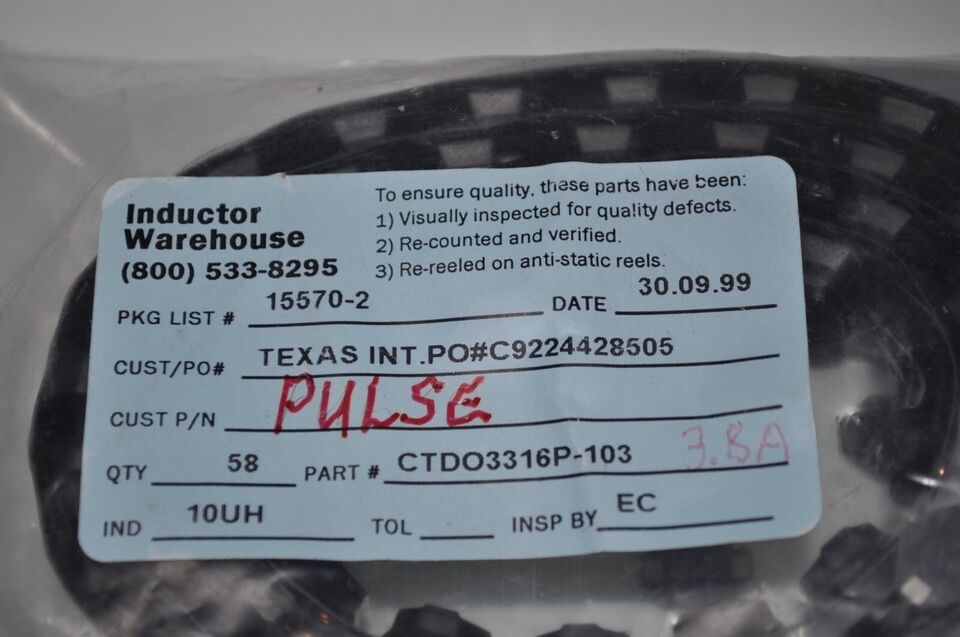 Inductor
Warehouse
(800) 533-8295
To ensure quality, these parts have been:
1) Visually inspected for quality defects.
2) Re-counted and verified.
3) Re-reeled on anti-static reels.
PKG LIST # 15570-2 DATE 30.09.99
CUST/PO# TEXAS INT.PO#C9224428505
CUST P/N PULSE
QTY 58 PART # CTDO3316P-103 3.8A
IND 10UH TOL INSP BY EC